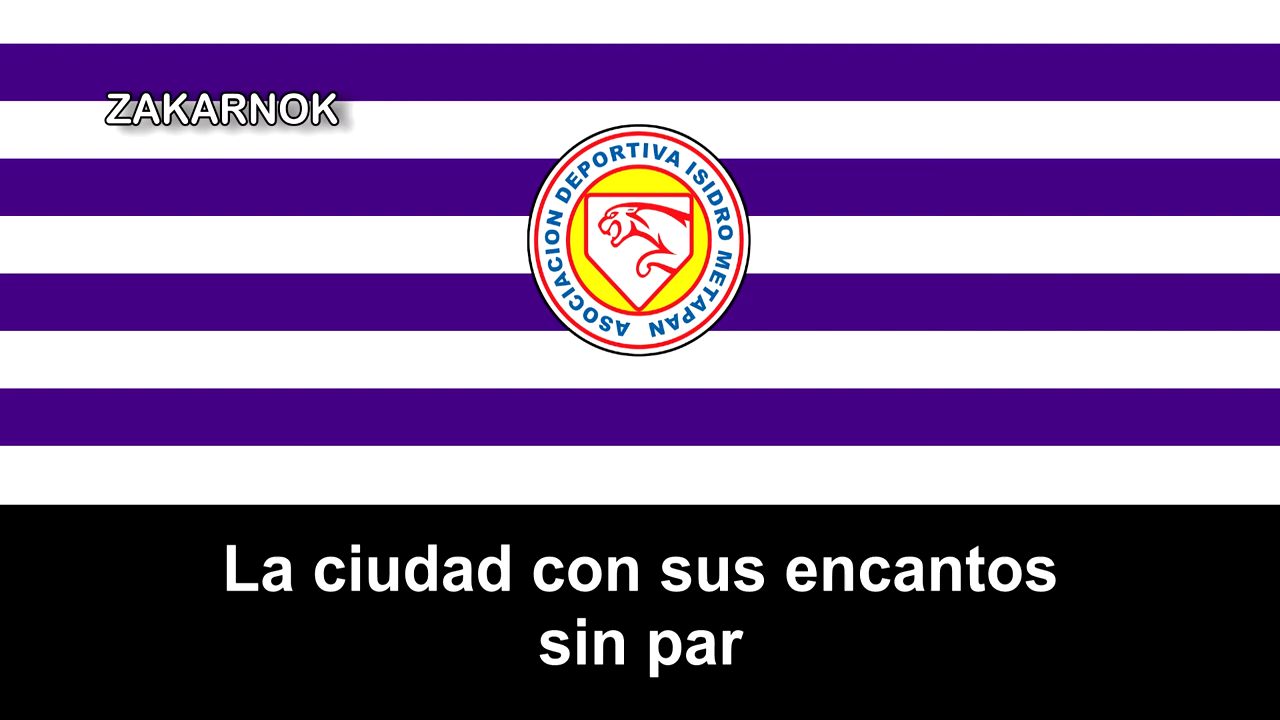 ZAKARNOK
ASOCIACION DEPORTIVA ISIDRO METAPAN
La ciudad con sus encantos
sin par